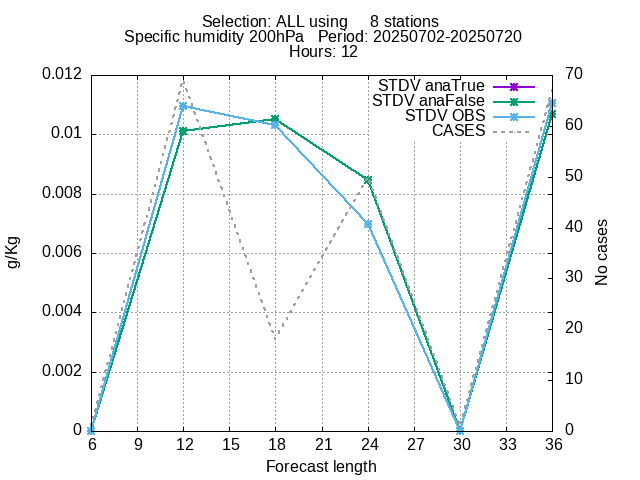 Selection: ALL using     8 stations
Specific humidity 200hPa   Period: 20250702-20250720
Hours: 12
0.012
0.01
0.008
0.006
0.004
0.002
0
g/Kg
70
60
50
40
30
20
10
0
No cases
STDV anaTrue
STDV anaFalse
STDV OBS
CASES
6 9 12 15 18 21 24 27 30 33 36
Forecast length